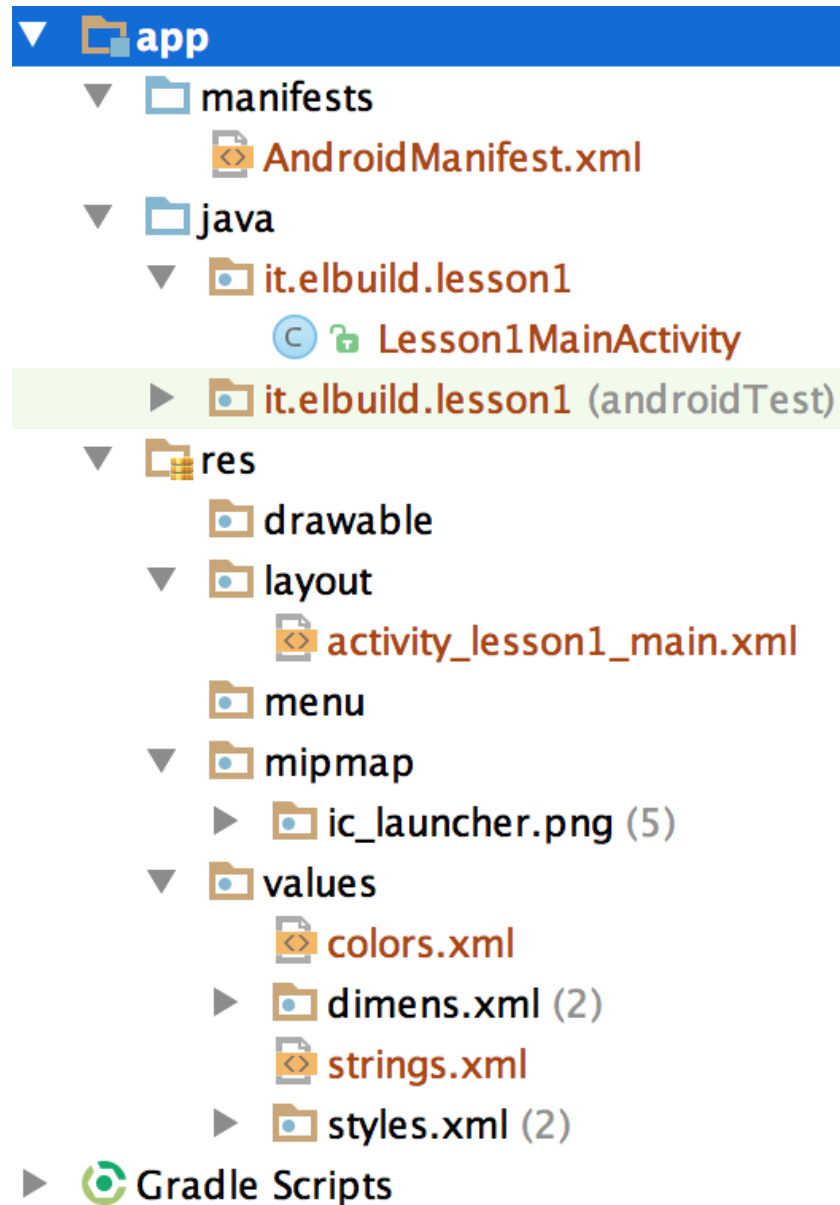 app
manifests
AndroidManifest.xml
java
it.elbuild.lesson1
Lesson1MainActivity
it.elbuild.lesson1 (androidTest)
res
drawable
layout
activity_lesson1_main.xml
menu
mipmap
ic_launcher.png (5)
values
colors.xml
dimens.xml (2)
strings.xml
styles.xml (2)
Gradle Scripts